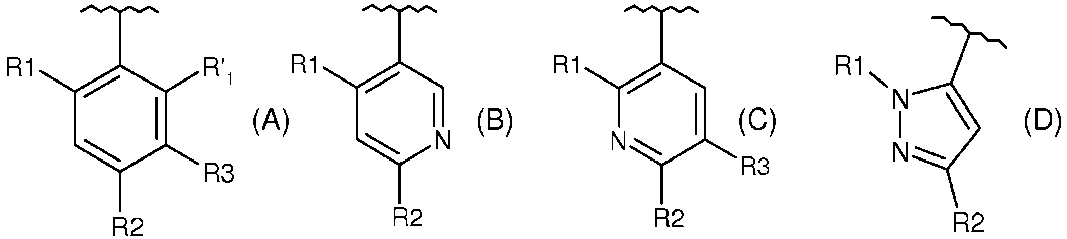 R1 R'1 (A) R1 (B) R1 (C) R1 (D)
N N N N
R3 R3
R2 R2 R2 R2